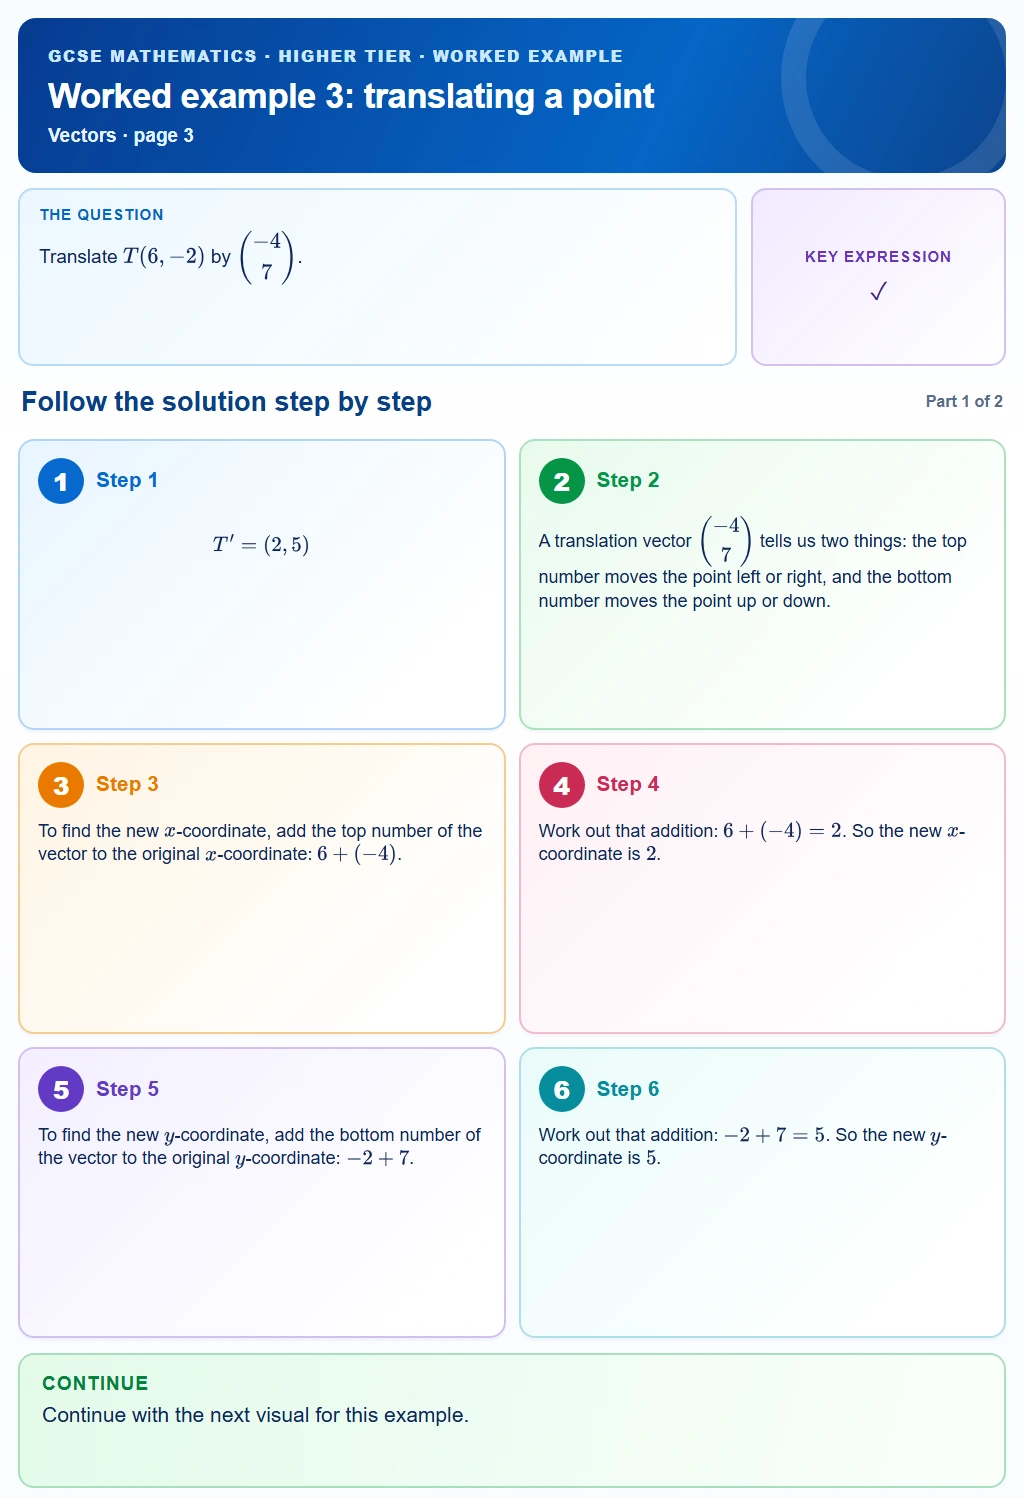 GCSE MATHEMATICS · HIGHER TIER · WORKED EXAMPLE
Worked example 3: translating a point
Vectors · page 3
THE QUESTION
Translate T(6, −2) by (−4 7).
KEY EXPRESSION
✓
Follow the solution step by step
Part 1 of 2
1 Step 1
T′ = (2, 5)
2 Step 2
A translation vector (−4 7) tells us two things: the top
number moves the point left or right, and the bottom
number moves the point up or down.
3 Step 3
To find the new x-coordinate, add the top number of the
vector to the original x-coordinate: 6 + (−4).
4 Step 4
Work out that addition: 6 + (−4) = 2. So the new x-
coordinate is 2.
5 Step 5
To find the new y-coordinate, add the bottom number of
the vector to the original y-coordinate: −2 + 7.
6 Step 6
Work out that addition: −2 + 7 = 5. So the new y-
coordinate is 5.
CONTINUE
Continue with the next visual for this example.